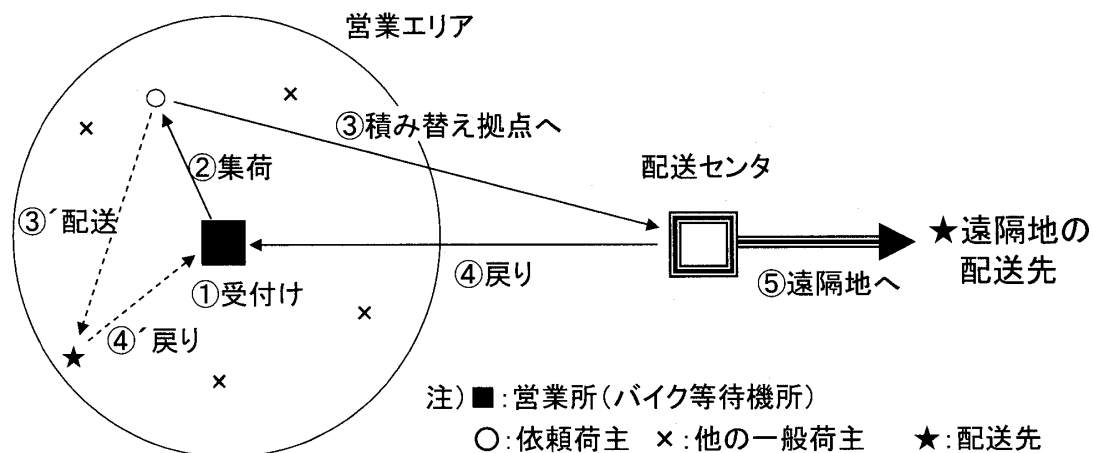 営業エリア
③積み替え拠点へ
②集荷
配送センタ
③´配送
★遠隔地の
配送先
④戻り
①受付け
⑤遠隔地へ
④´戻り
注)■:営業所(バイク等待機所)
○:依頼荷主 ×:他の一般荷主 ★:配送先